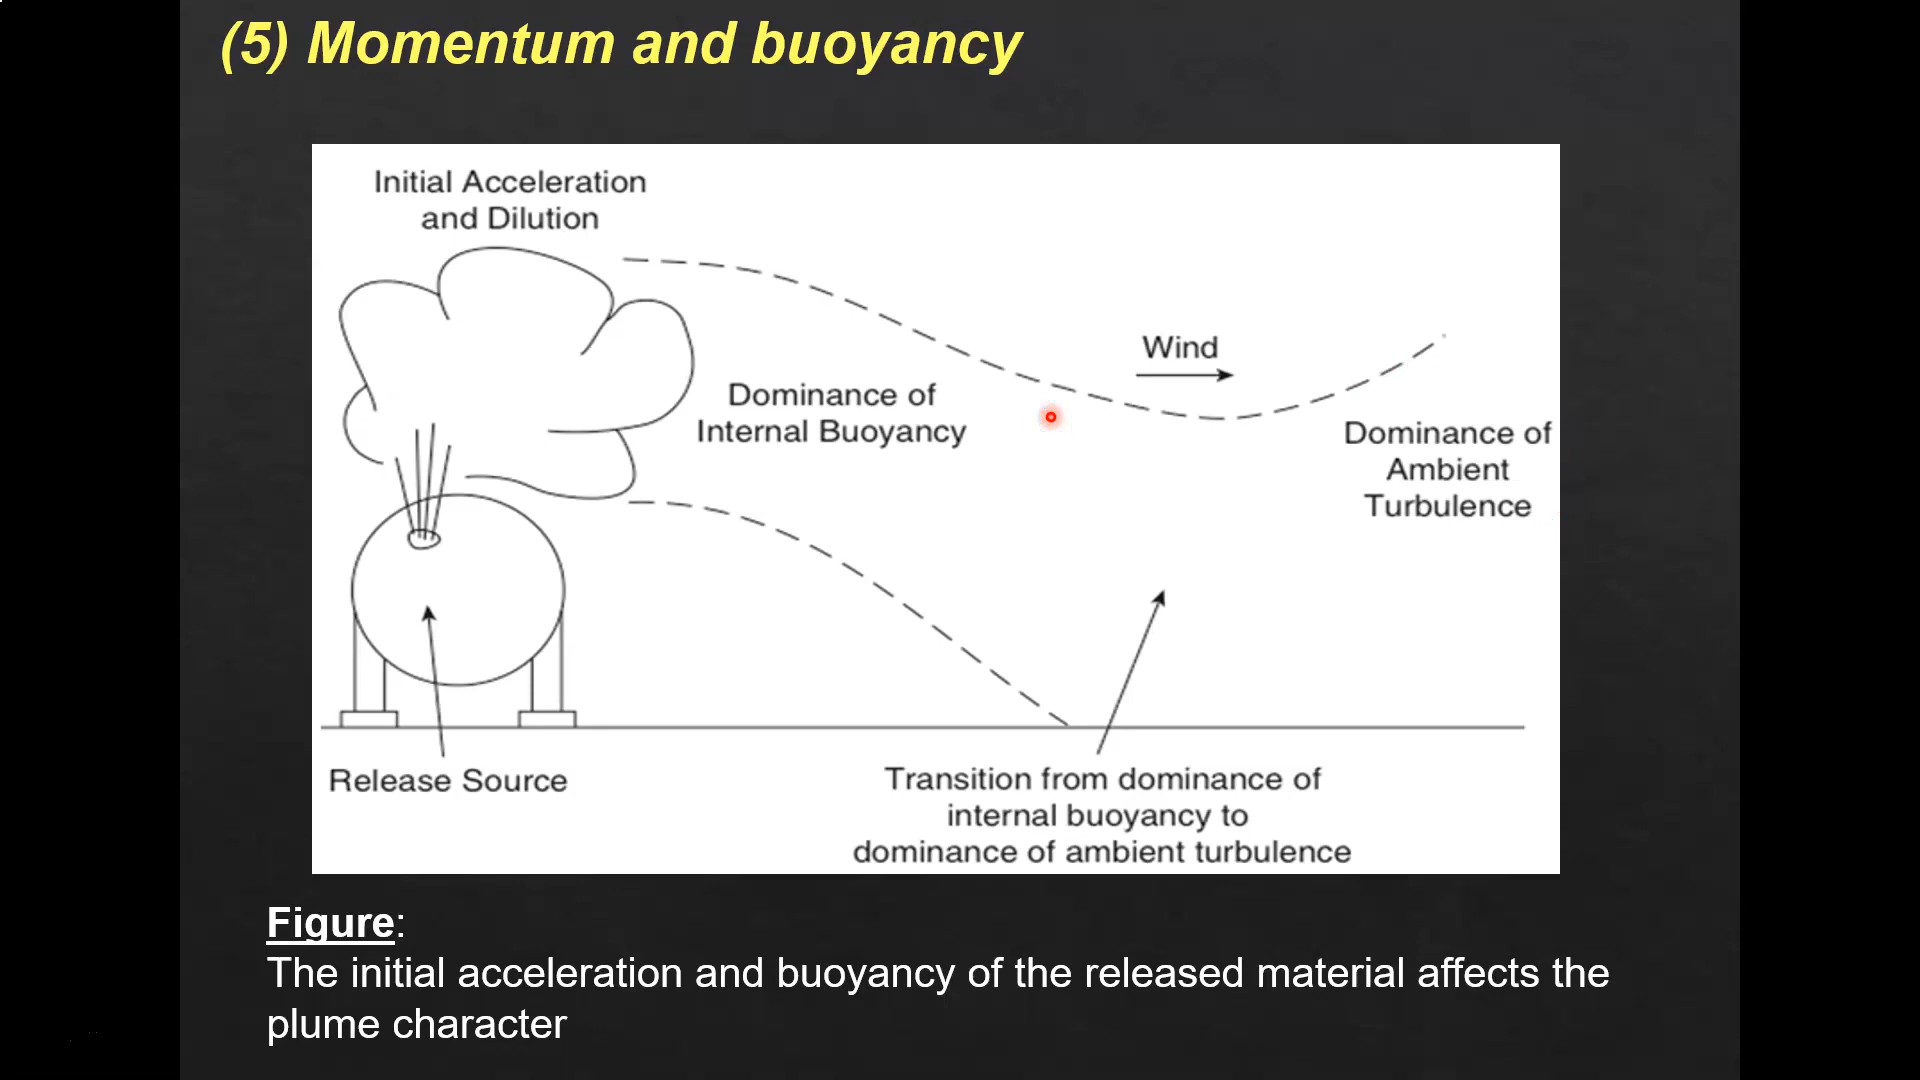 (5) Momentum and buoyancy
Initial Acceleration
and Dilution
Wind
Dominance of
Internal Buoyancy
Dominance of
Ambient
Turbulence
Release Source
Transition from dominance of
internal buoyancy to
dominance of ambient turbulence
Figure:
The initial acceleration and buoyancy of the released material affects the
plume character